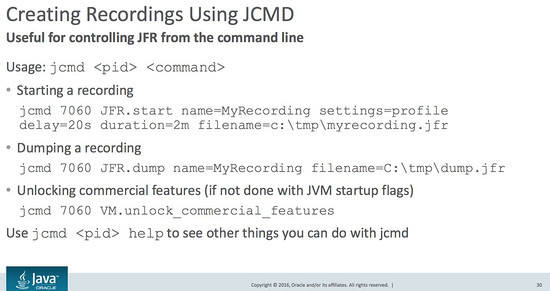 Creating Recordings Using JCMD
Useful for controlling JFR from the command line
Usage: jcmd <pid> <command>
• Starting a recording
jcmd 7060 JFR.start name=MyRecording settings=profile
delay=20s duration=2m filename=c:\tmp\myrecording.jfr
• Dumping a recording
jcmd 7060 JFR.dump name=MyRecording filename=C:\tmp\dump.jfr
• Unlocking commercial features (if not done with JVM startup flags)
jcmd 7060 VM.unlock_commercial_features
Use jcmd <pid> help to see other things you can do with jcmd
Java
ORACLE
Copyright © 2016, Oracle and/or its affiliates. All rights reserved. |
30